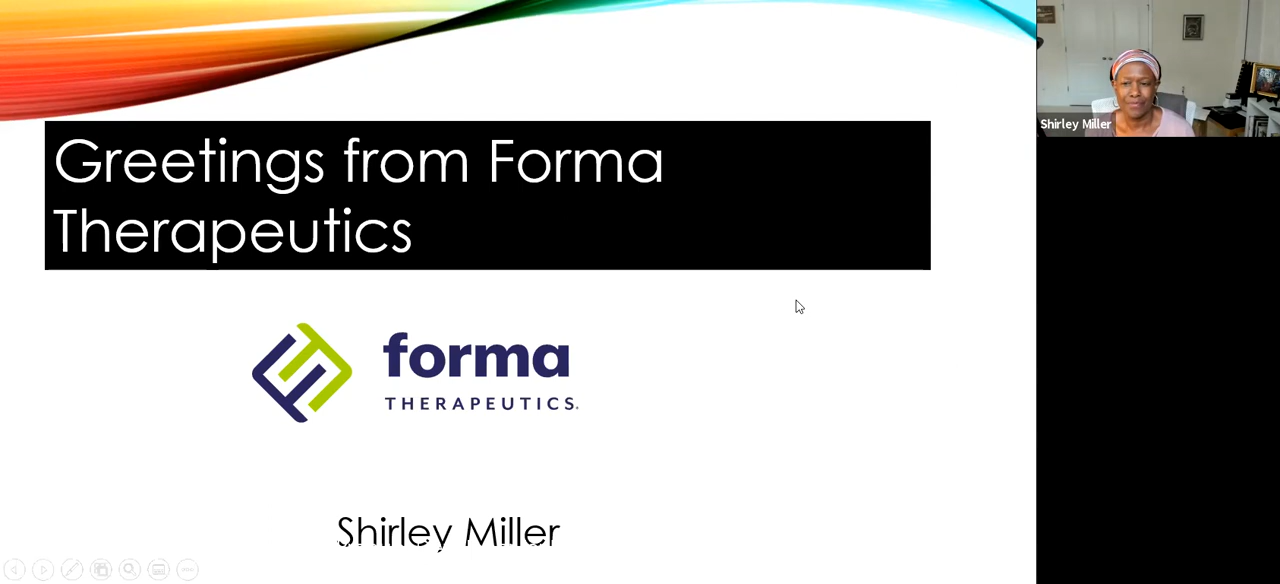 Greetings from Forma
Therapeutics
forma
THERAPEUTICS.
Shirley Miller
Shirley Miller